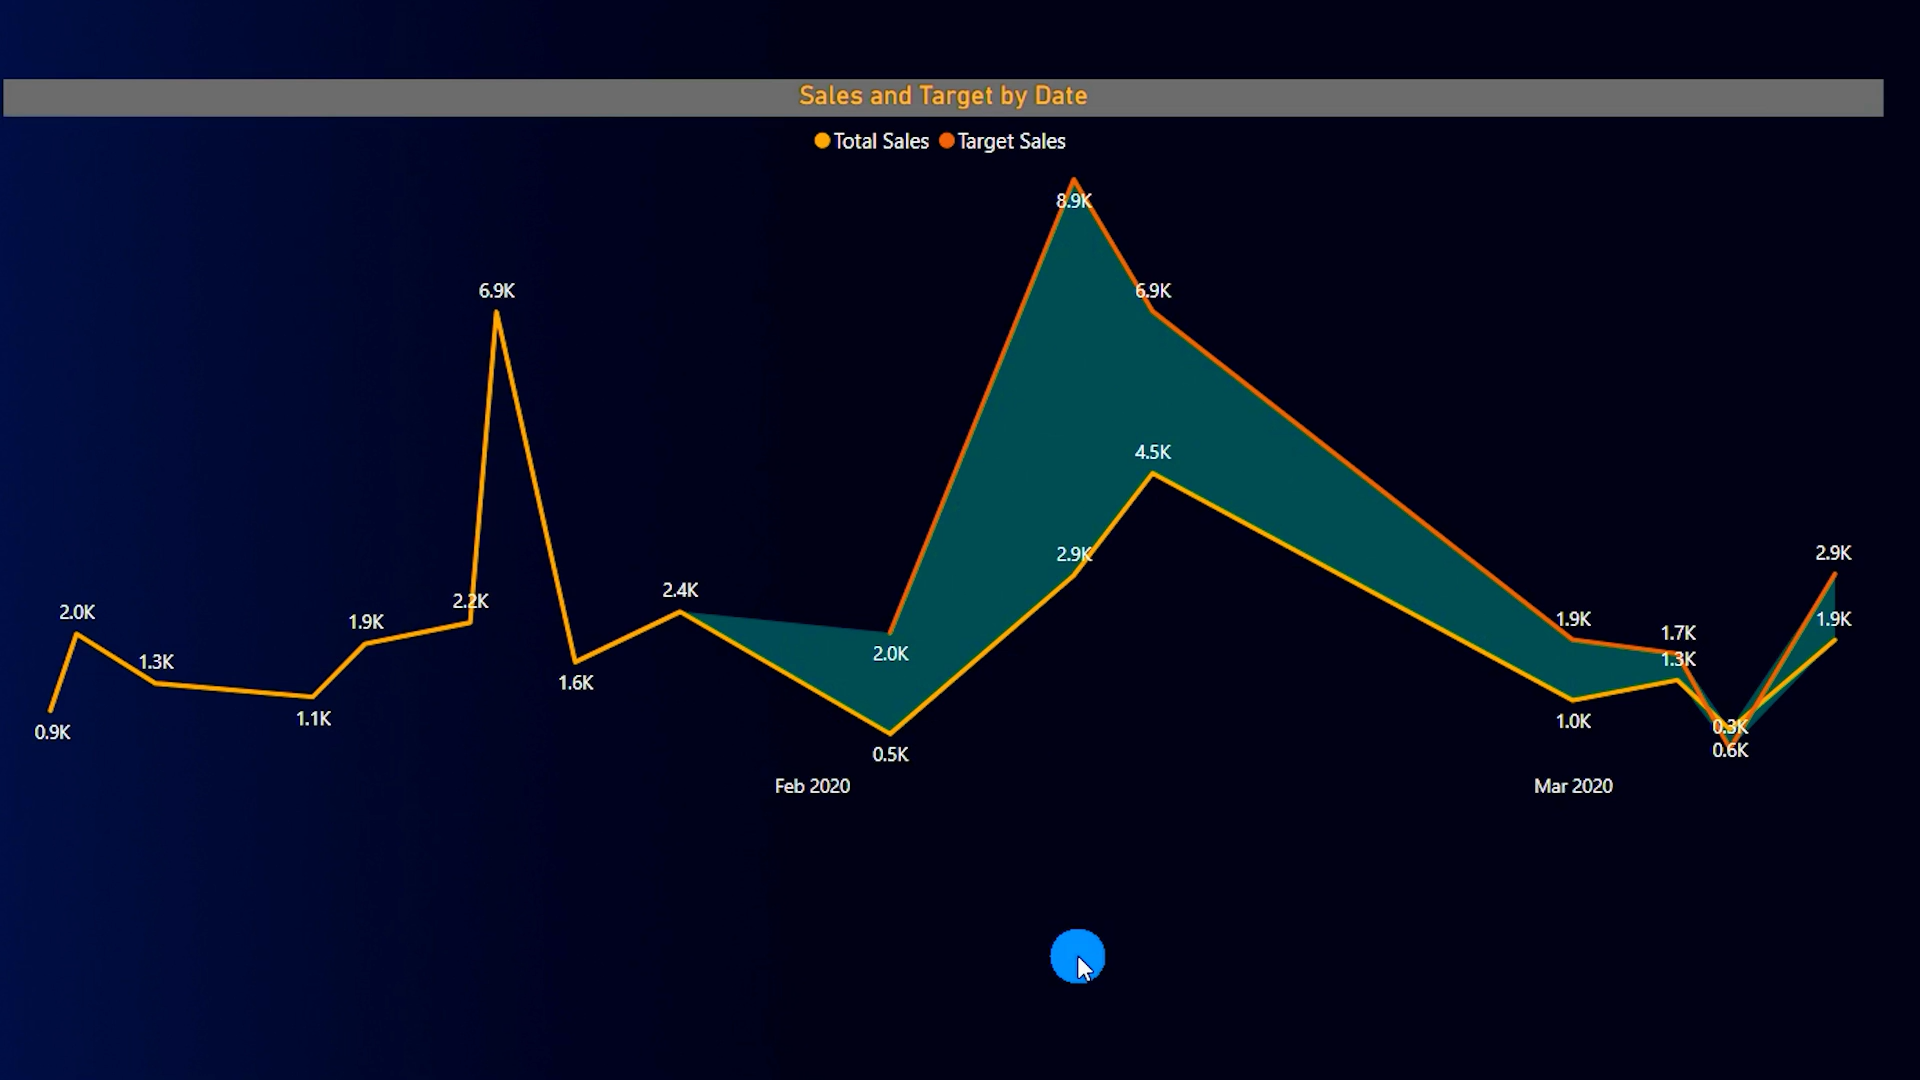 Sales and Target by Date
Total Sales Target Sales
8.9K
6.9K 6.9K
4.5K
2.9K 2.9K
2.4K
2.2K
2.0K 1.9K 1.9K 1.9K
1.7K
1.3K 2.0K 1.3K
1.6K
1.1K 1.0K
0.9K 0.3K
0.5K 0.6K
Feb 2020 Mar 2020